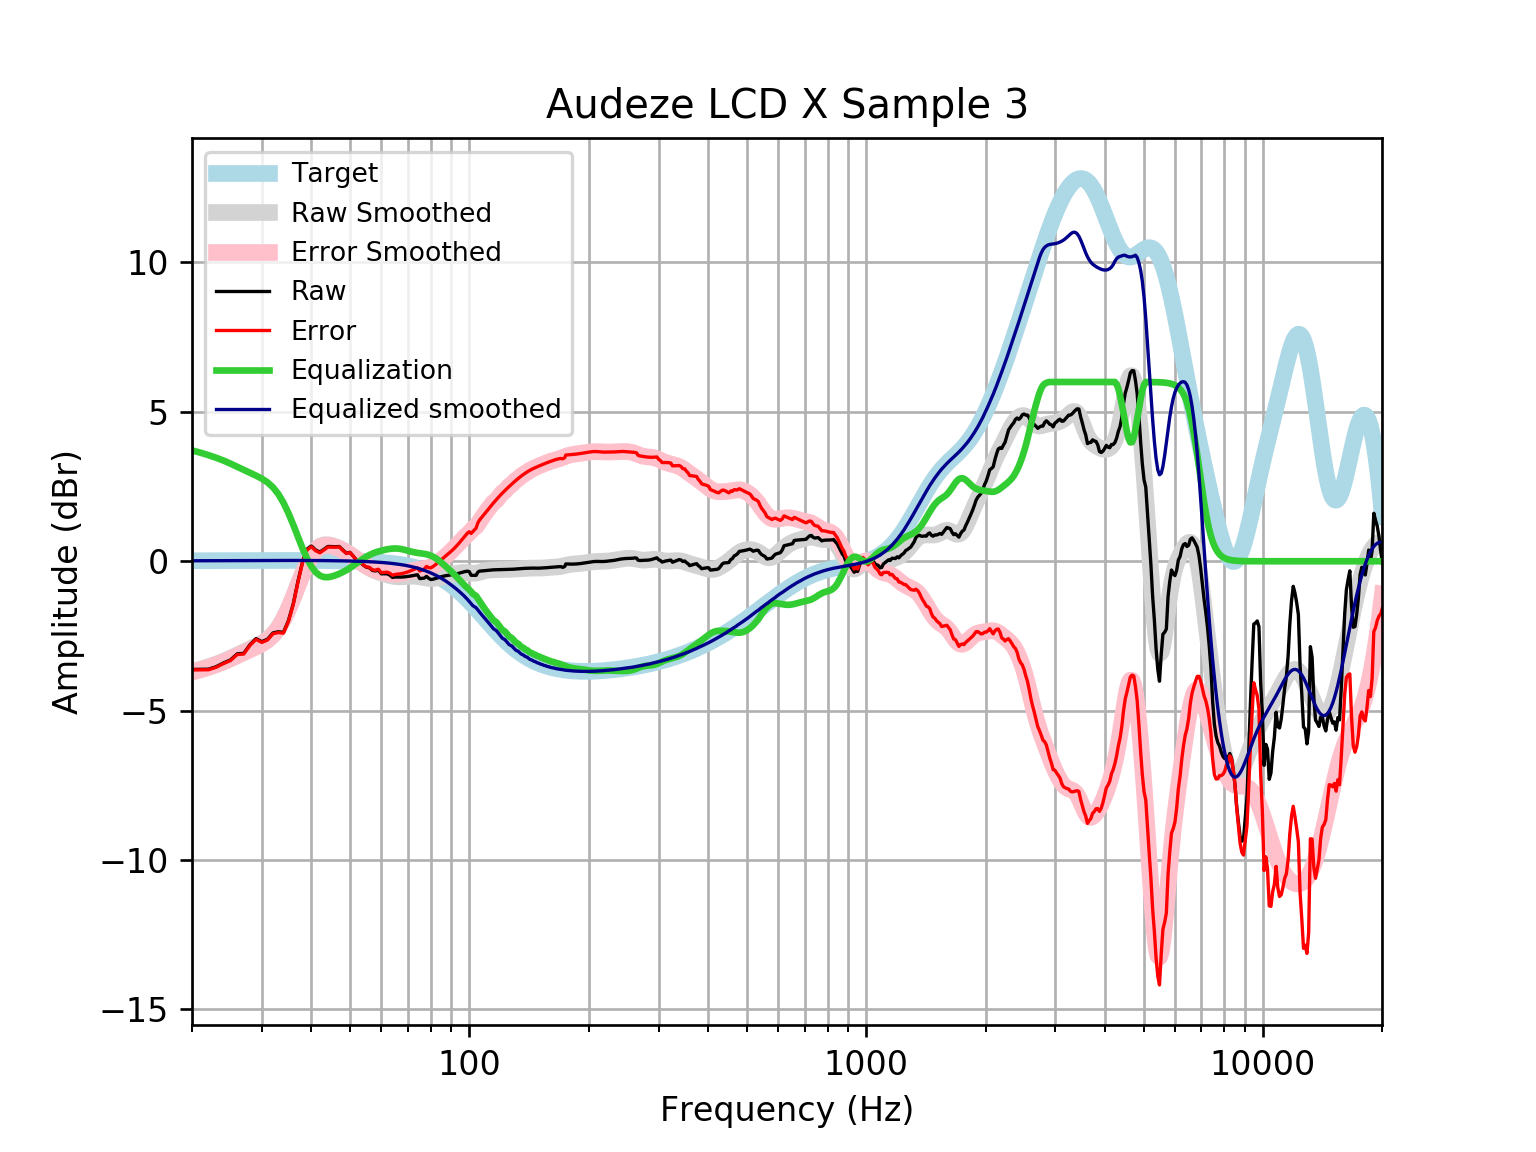 Audeze LCD X Sample 3
Target
Raw Smoothed
Error Smoothed
Raw
Error
Equalization
Equalized smoothed
Amplitude (dBr)
10
5
0
−5
−10
−15
100
1000
10000
Frequency (Hz)